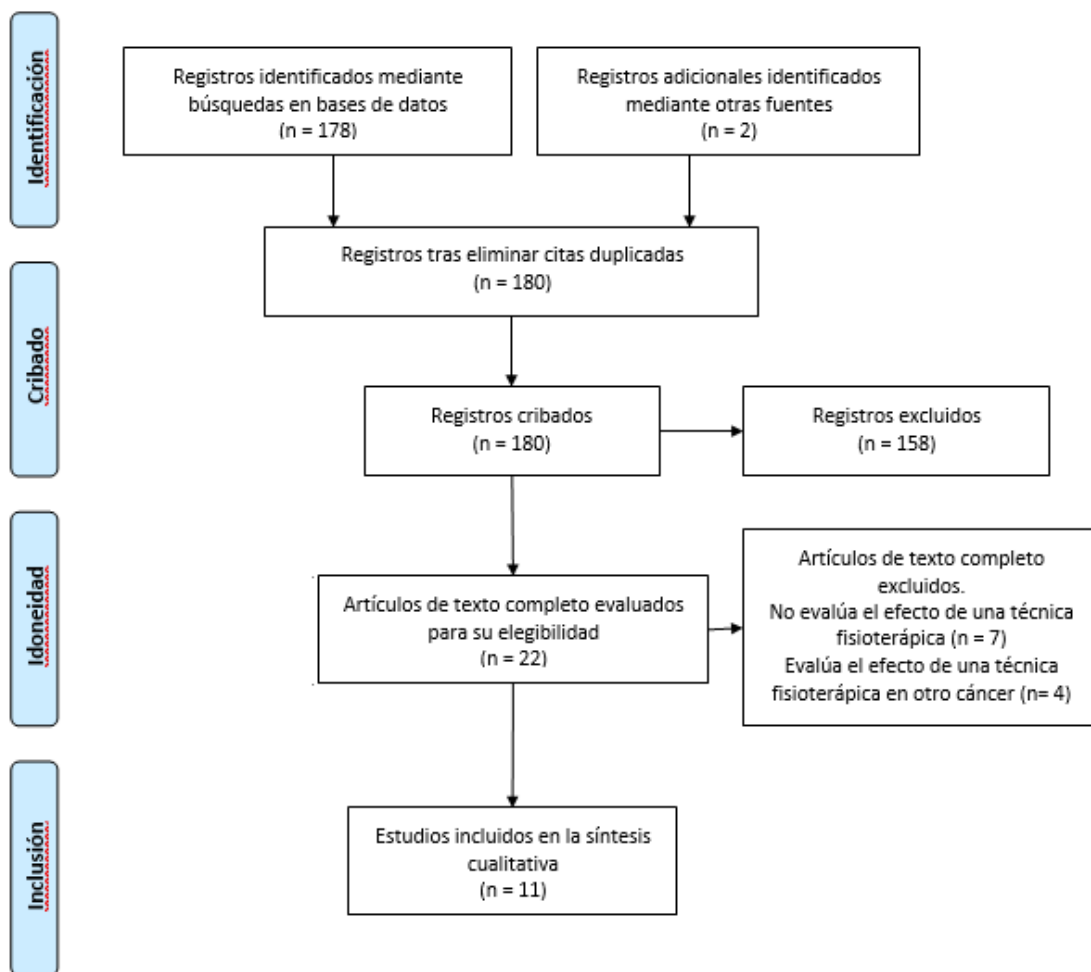 Identificación
Registros identificados mediante
búsquedas en bases de datos
(n = 178)
Registros adicionales identificados
mediante otras fuentes
(n = 2)
Registros tras eliminar citas duplicadas
(n = 180)
Cribado
Registros cribados
(n = 180)
Registros excluidos
(n = 158)
Idoneidad
Artículos de texto completo evaluados
para su elegibilidad
(n = 22)
Artículos de texto completo
excluidos.
No evalúa el efecto de una técnica
fisioterápica (n = 7)
Evalúa el efecto de una técnica
fisioterápica en otro cáncer (n= 4)
Inclusión
Estudios incluidos en la síntesis
cualitativa
(n = 11)